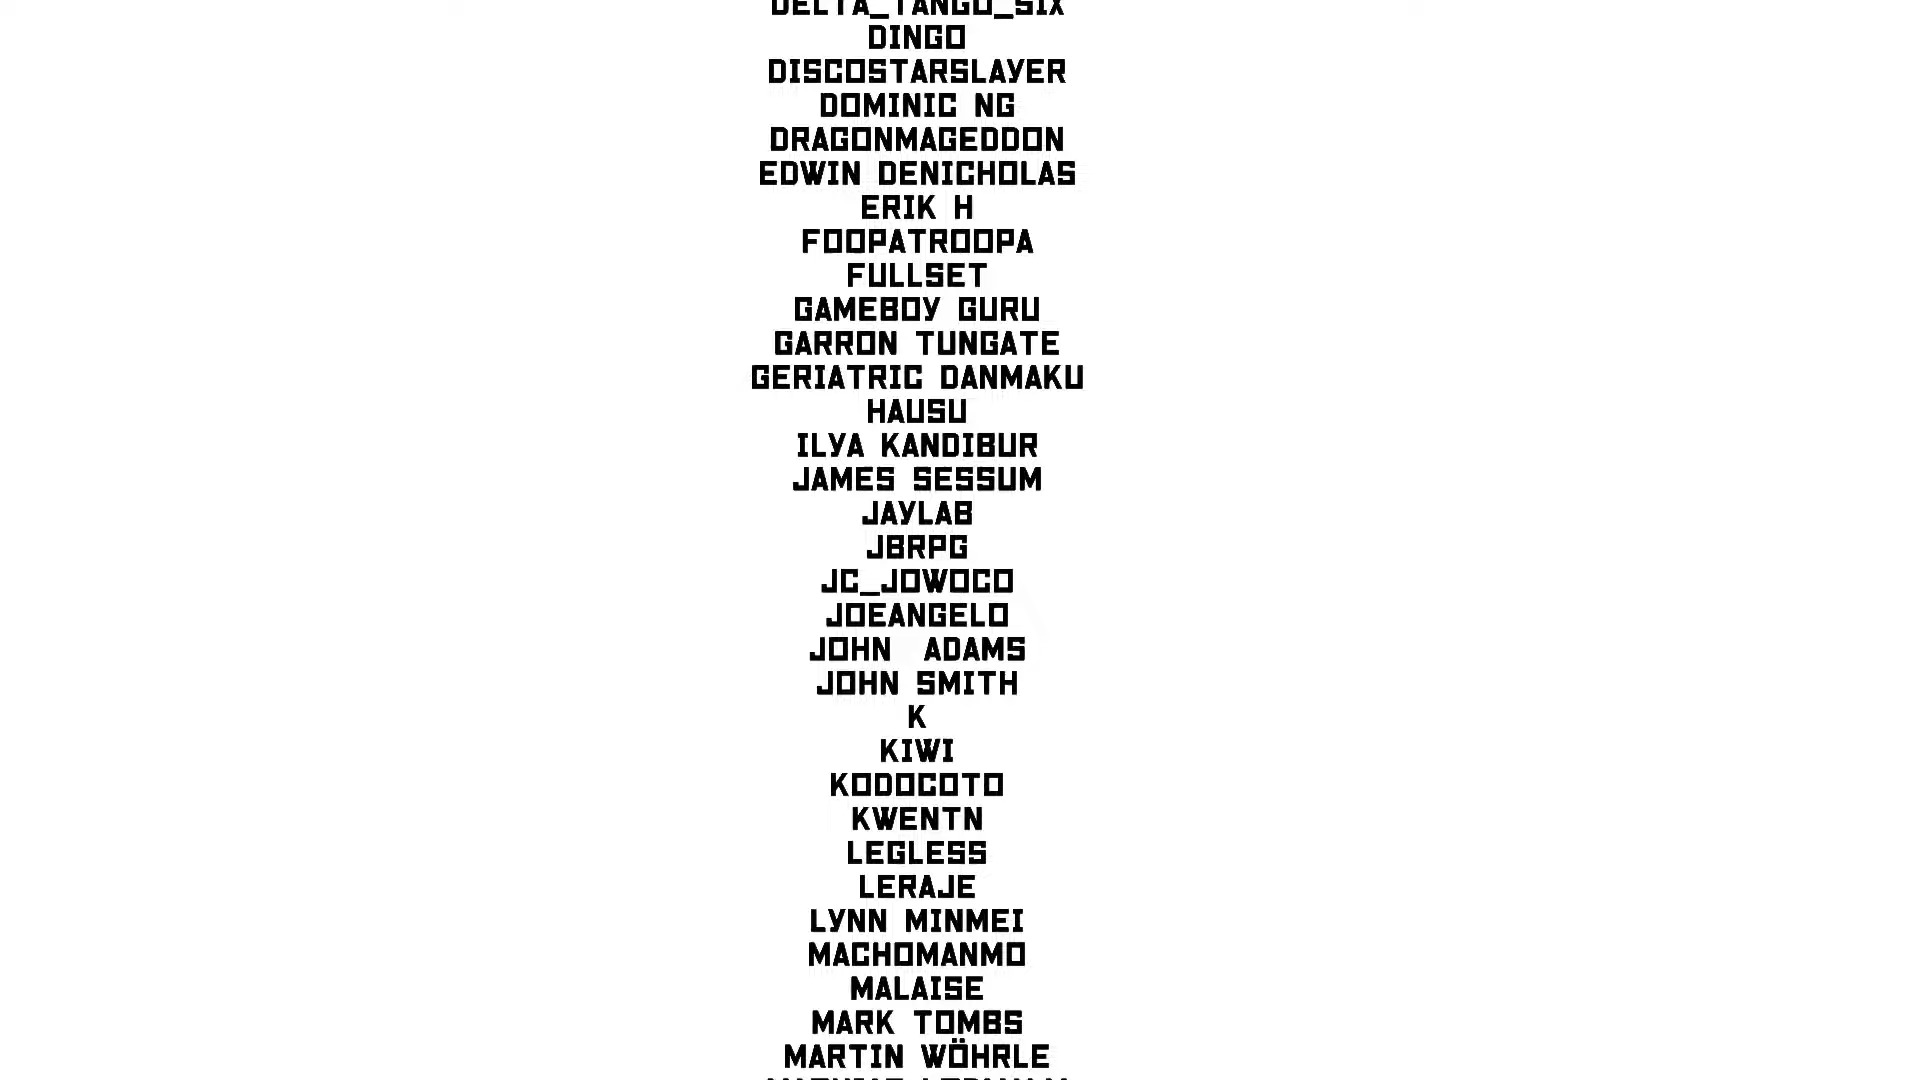 DELTA_TANGO_SIX
DINGO
DISCOSTARSLAYER
DOMINIC NG
DRAGONMAGEDDON
EDWIN DENICHOLAS
ERIK H
FOOPATROOPA
FULLSET
GAMEBOY GURU
GARRON TUNGATE
GERIATRIC DANMAKU
HAUSU
ILYA KANDIBUR
JAMES SESSUM
JAYLAB
JBRPG
JC_JOWOCO
JOEANGELO
JOHN  ADAMS
JOHN SMITH
K
KIWI
KODOCOTO
KWENTN
LEGLESS
LERAJE
LYNN MINMEI
MACHOMANMO
MALAISE
MARK TOMBS
MARTIN WÖHRLE